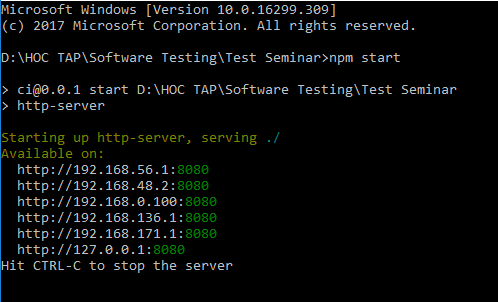 Microsoft Windows [Version 10.0.16299.309]
(c) 2017 Microsoft Corporation. All rights reserved.
D:\HOC TAP\Software Testing\Test Seminar>npm start
> ci@0.0.1 start D:\HOC TAP\Software Testing\Test Seminar
> http-server
Starting up http-server, serving ./
Available on:
http://192.168.56.1:8080
http://192.168.48.2:8080
http://192.168.0.100:8080
http://192.168.136.1:8080
http://192.168.171.1:8080
http://127.0.0.1:8080
Hit CTRL-C to stop the server